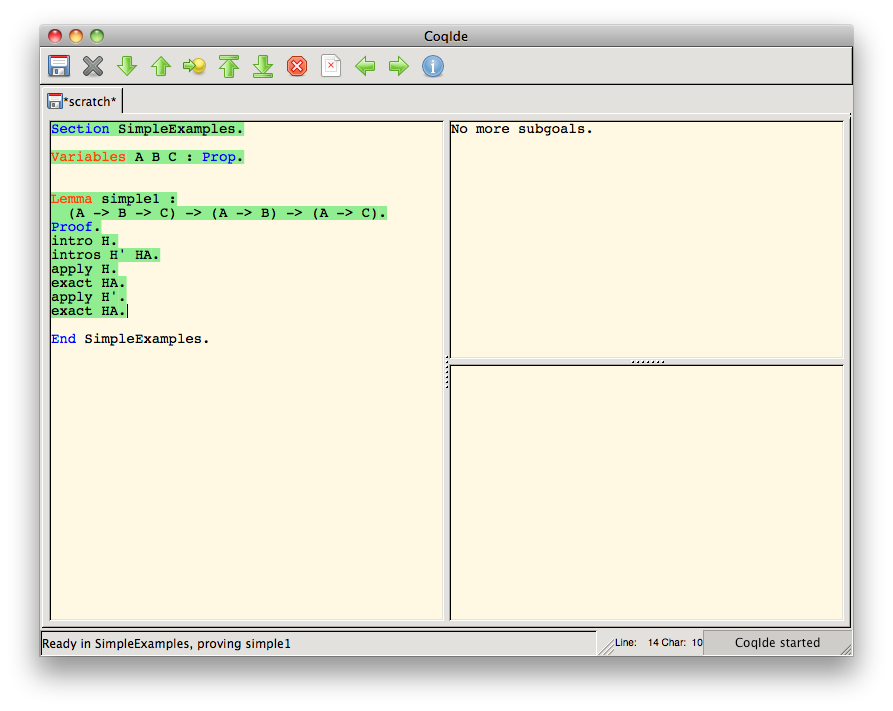 CoqIde
*scratch*
Section SimpleExamples.
Variables A B C : Prop.
Lemma simple1 :
(A -> B -> C) -> (A -> B) -> (A -> C).
Proof.
intro H.
intros H' HA.
apply H.
exact HA.
apply H'.
exact HA.
End SimpleExamples.
No more subgoals.
Ready in SimpleExamples, proving simple1
Line: 14 Char: 10
CoqIde started